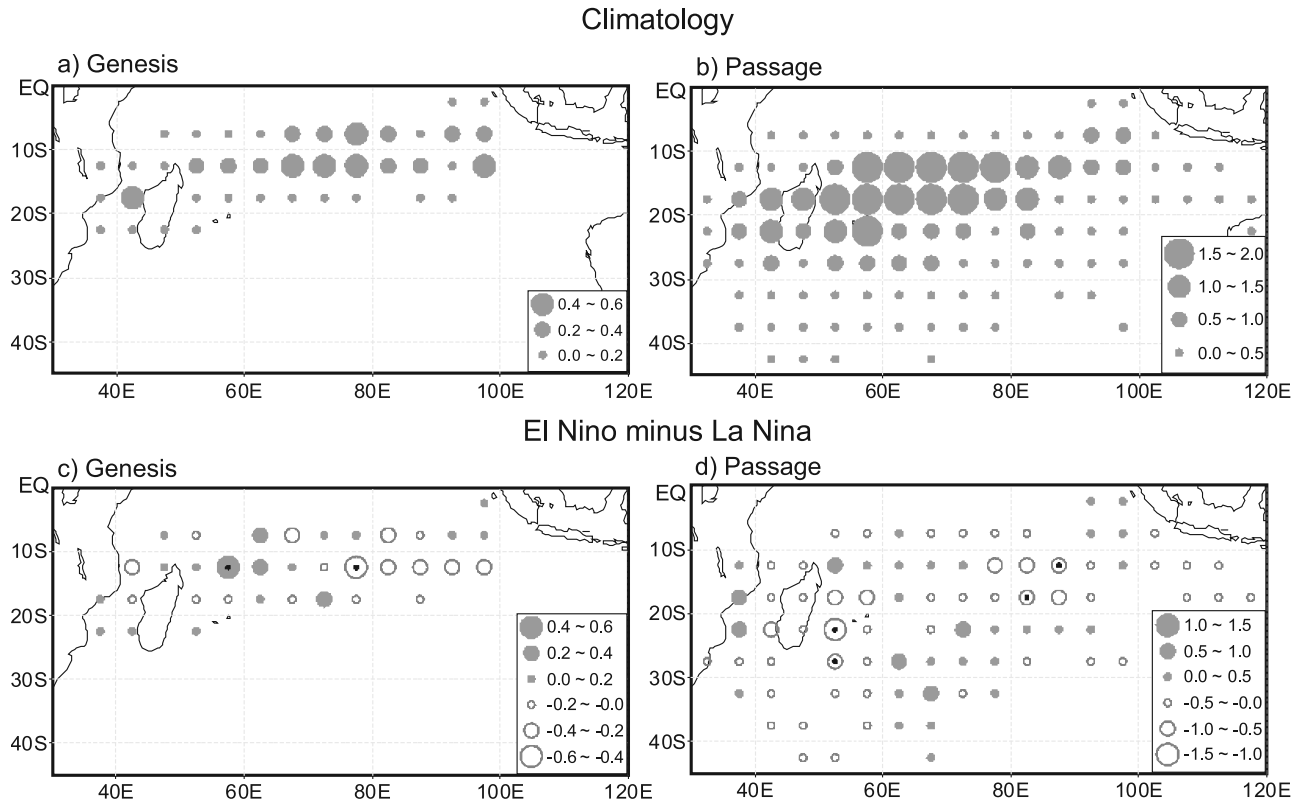 Climatology
a) Genesis
b) Passage
EQ
10S
20S
30S
40S
40E 60E 80E 100E 120E
0.4 ~ 0.6
0.2 ~ 0.4
0.0 ~ 0.2
EQ
10S
20S
30S
40S
40E 60E 80E 100E 120E
1.5 ~ 2.0
1.0 ~ 1.5
0.5 ~ 1.0
0.0 ~ 0.5
El Nino minus La Nina
c) Genesis
d) Passage
EQ
10S
20S
30S
40S
40E 60E 80E 100E 120E
0.4 ~ 0.6
0.2 ~ 0.4
0.0 ~ 0.2
-0.2 ~ -0.0
-0.4 ~ -0.2
-0.6 ~ -0.4
EQ
10S
20S
30S
40S
40E 60E 80E 100E 120E
1.0 ~ 1.5
0.5 ~ 1.0
0.0 ~ 0.5
-0.5 ~ -0.0
-1.0 ~ -0.5
-1.5 ~ -1.0